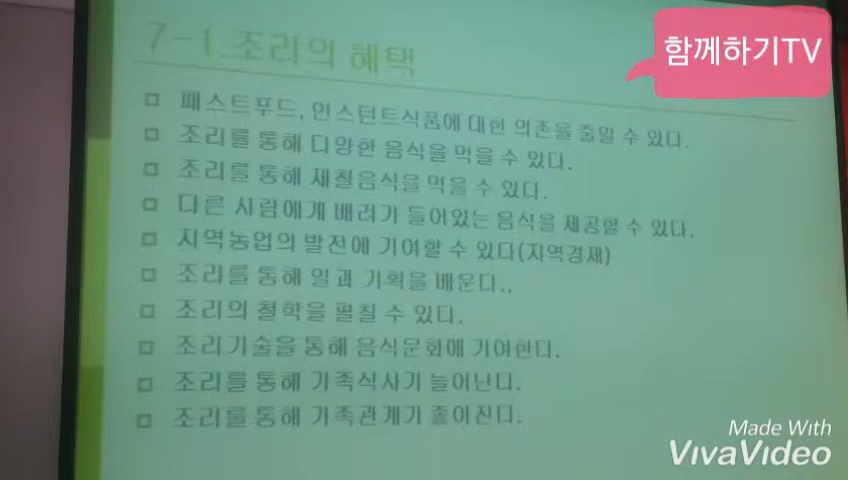 함께하기TV
7-1.조리의 혜택
패스트푸드, 인스턴트식품에 대한 의존을 줄일 수 있다.
조리를 통해 다양한 음식을 먹을 수 있다.
조리를 통해 제철음식을 먹을 수 있다.
다른 사람에게 배려가 들어있는 음식을 제공할 수 있다.
지역농업의 발전에 기여할 수 있다(지역경제)
조리를 통해 일과 기획을 배운다..
조리의 철학을 펼칠 수 있다.
조리기술을 통해 음식문화에 기여한다.
조리를 통해 가족식사기 늘어난다.
조리를 통해 가족관계가 좋아진다.
Made With
VivaVideo